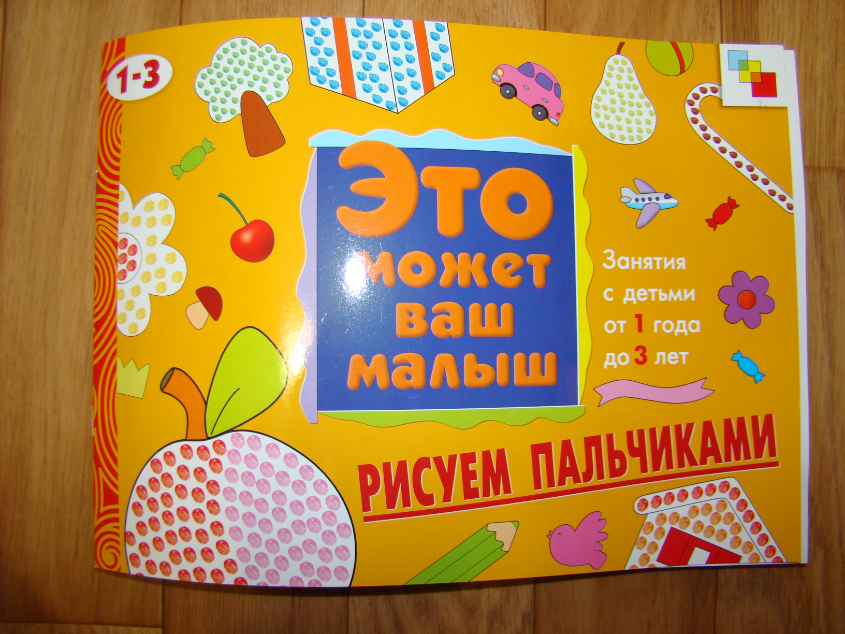 1-3
Это
может
ваш
малыш
Занятия
с детьми
от 1 года
до 3 лет
РИСУЕМ ПАЛЬЧИКАМИ